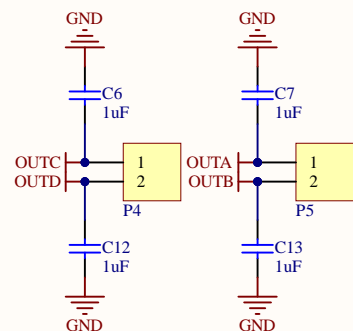 GND GND
C6 C7
1uF 1uF
OUTC 1 OUTA 1
OUTD 2 OUTB 2
P4 P5
C12 C13
1uF 1uF
GND GND